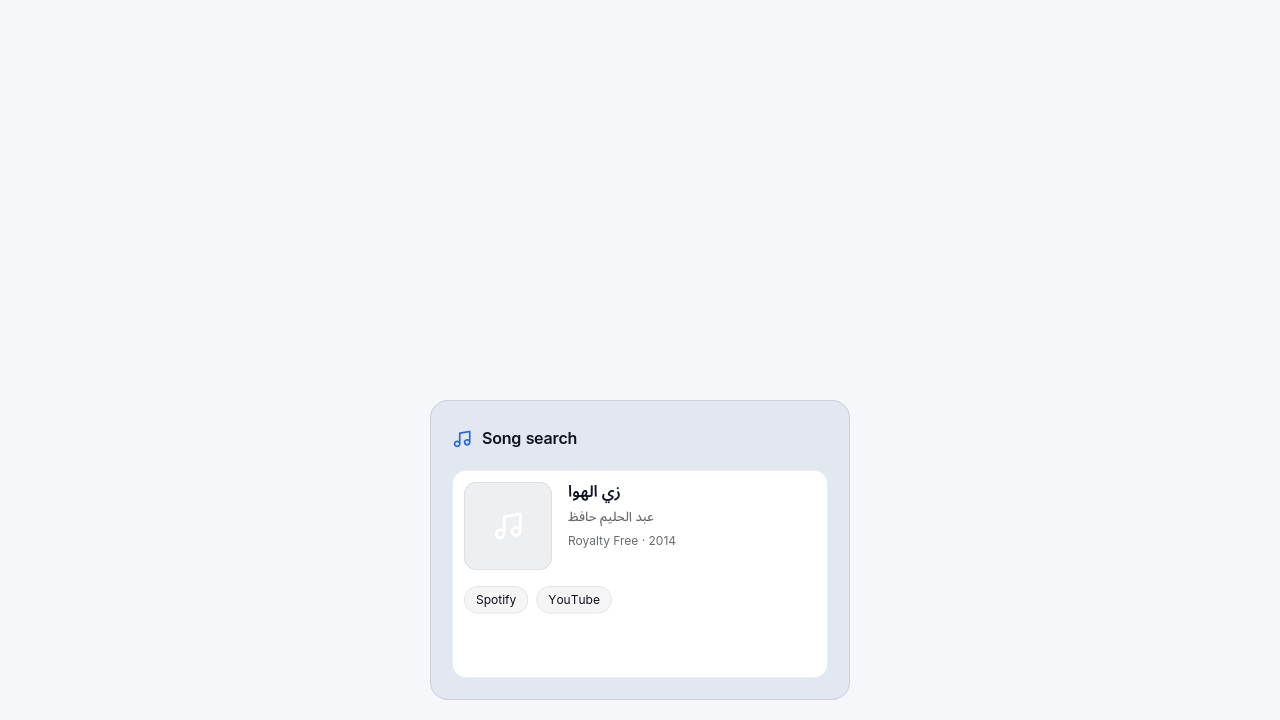 Song search
زي الهوا
عبد الحليم حافظ
Royalty Free · 2014
Spotify
YouTube